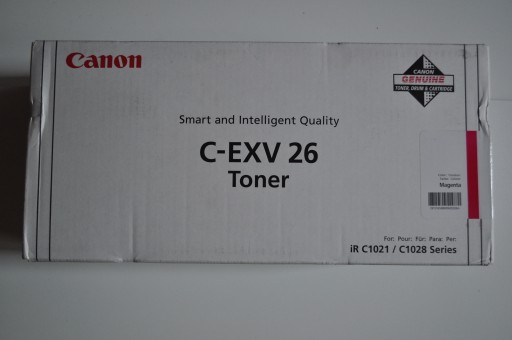 Canon
CANON
GENUINE
TONER, DRUM & CARTRIDGE
Smart and Intelligent Quality
C-EXV 26
Toner
Magenta
For: Pour: Für: Para: Per:
iR C1021 / C1028 Series